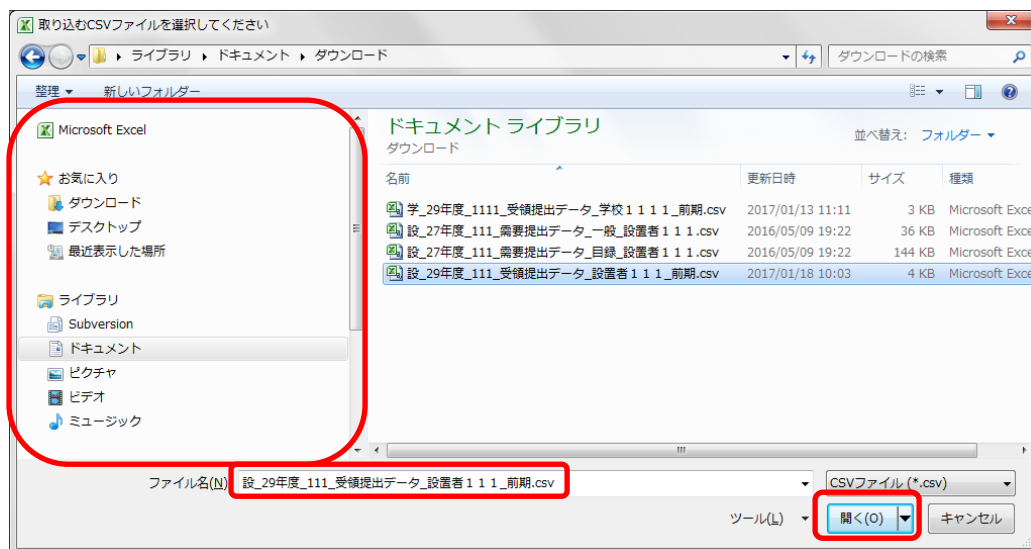 取り込むCSVファイルを選択してください
ライブラリ ドキュメント ダウンロード
ダウンロードの検索
整理 新しいフォルダー
Microsoft Excel
お気に入り
ダウンロード
デスクトップ
最近表示した場所
ライブラリ
Subversion
ドキュメント
ピクチャ
ビデオ
ミュージック
ドキュメント ライブラリ
ダウンロード
並べ替え: フォルダー
名前 更新日時 サイズ 種類
学_29年度_1111_受領提出データ_学校1111_前期.csv 2017/01/13 11:11 3 KB Microsoft Exce
設_27年度_111_需要提出データ_一般_設置者111.csv 2016/05/09 19:22 36 KB Microsoft Exce
設_27年度_111_需要提出データ_目録_設置者111.csv 2016/05/09 19:22 144 KB Microsoft Exce
設_29年度_111_受領提出データ_設置者111_前期.csv 2017/01/18 10:03 4 KB Microsoft Exce
ファイル名(N) 設_29年度_111_受領提出データ_設置者111_前期.csv CSVファイル (*.csv)
ツール(L) 開く(O) キャンセル